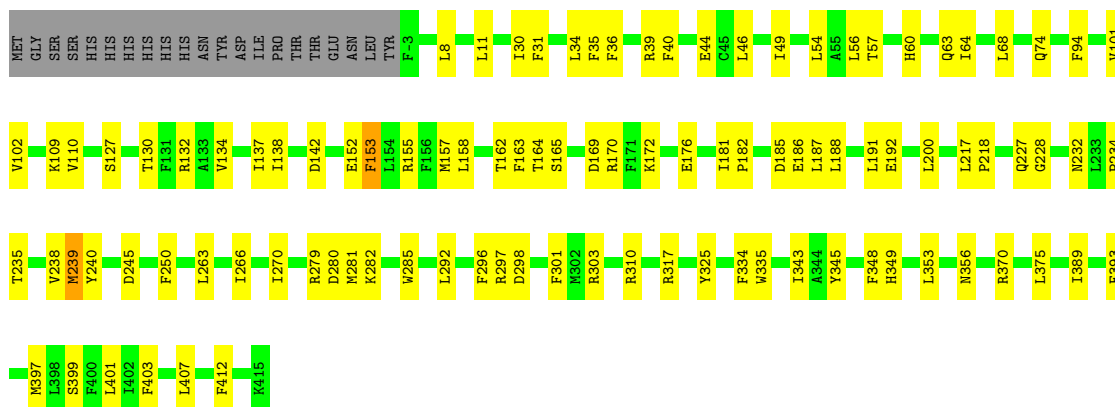 MET GLY SER SER HIS HIS HIS HIS HIS HIS ASN TYR ASP ILE PRO THR THR GLU ASN LEU TYR F-3 L8 L11 I30 F31 L34 F35 F36 R39 F40 E44 C45 L46 I49 L54 A55 L56 T57 H60 Q63 I64 L68 Q74 F94
V102 K109 V110 S127 T130 F131 R132 A133 V134 I137 I138 D142 E152 F153 L154 R155 F156 M157 L158 T162 F163 T164 S165 D169 R170 F171 K172 E176 I181 P182 D185 E186 L187 L188 L191 E192 L200 L217 P218 Q227 G228 N232 L233
T235 V238 M239 Y240 D245 F250 L263 I266 I270 R279 D280 M281 K282 W285 L292 F296 R297 D298 F301 M302 R303 R310 R317 Y325 F334 W335 I343 A344 Y345 F348 H349 L353 N356 R370 L375 I389
M397 L398 S399 F400 L401 I402 F403 L407 F412 K415